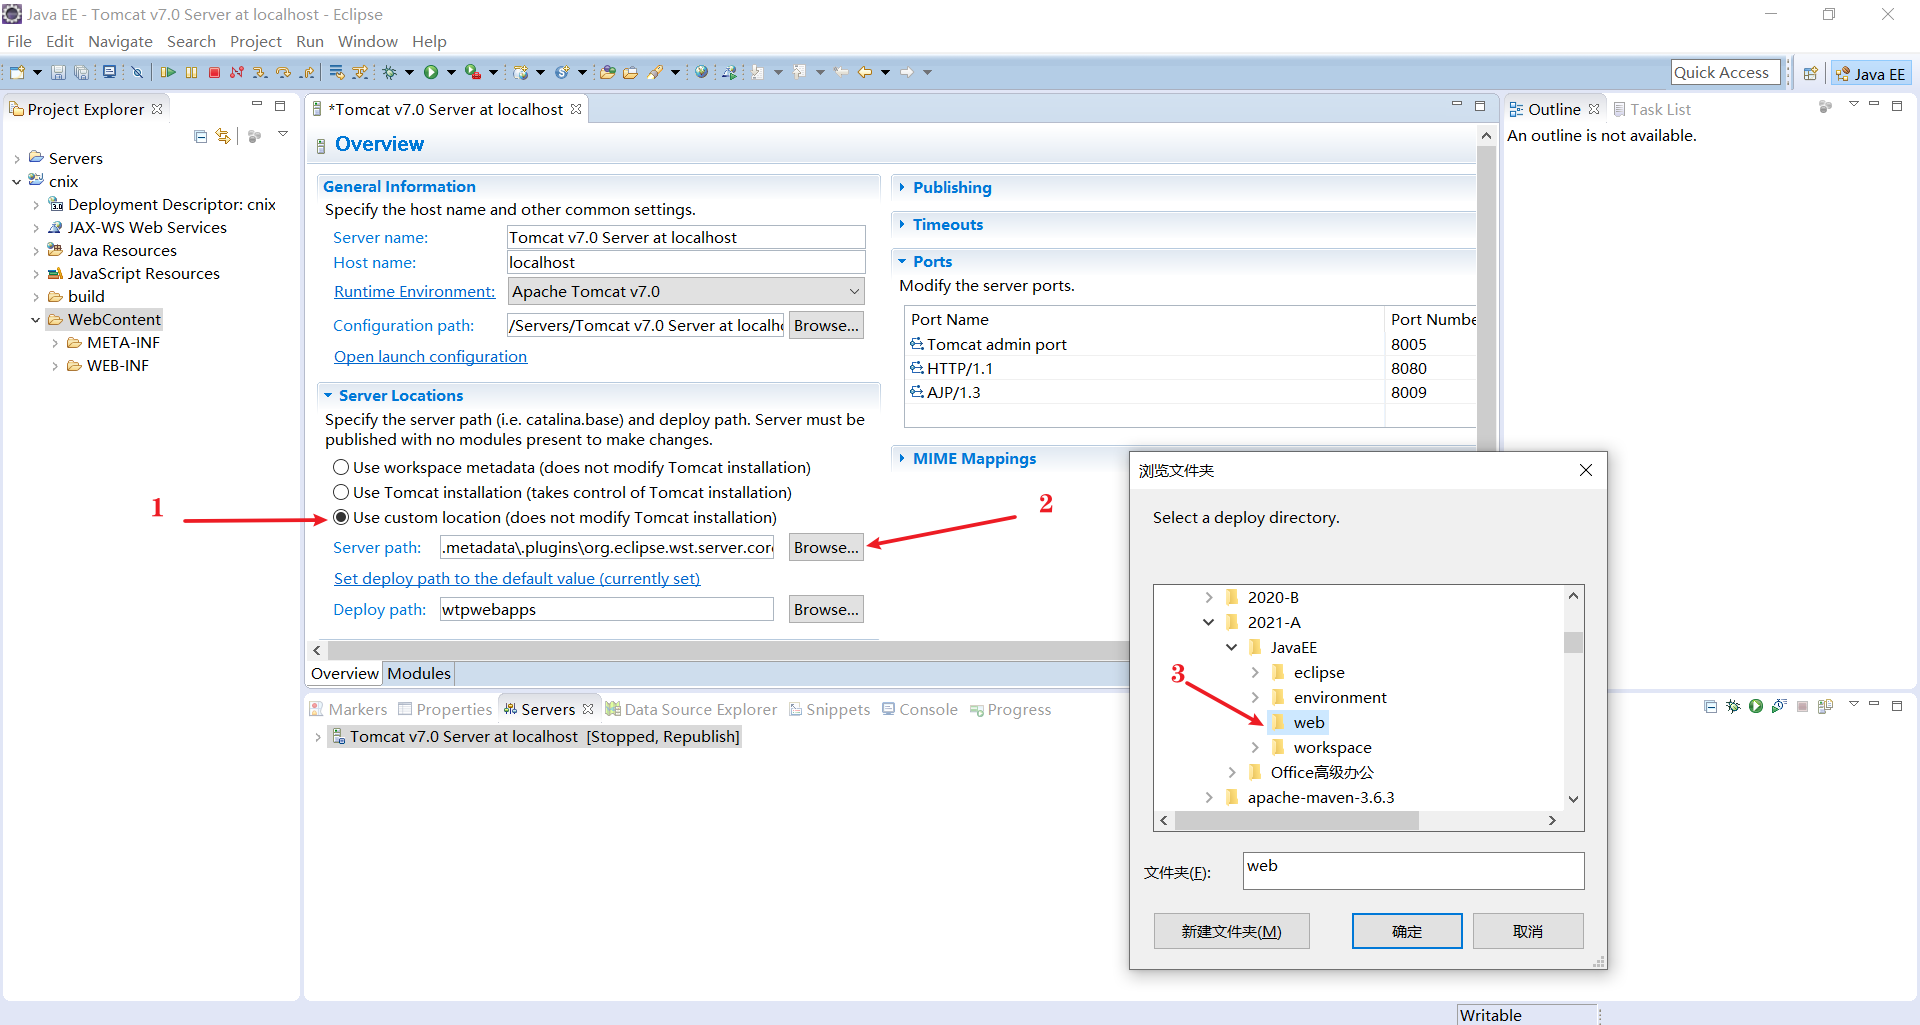 Java EE - Tomcat v7.0 Server at localhost - Eclipse
File Edit Navigate Search Project Run Window Help
Quick Access
Java EE
Project Explorer
Servers
cnix
3.0
Deployment Descriptor: cnix
JAX-WS Web Services
Java Resources
JavaScript Resources
build
WebContent
META-INF
WEB-INF
*Tomcat v7.0 Server at localhost
Overview
General Information
Specify the host name and other common settings.
Server name: Tomcat v7.0 Server at localhost
Host name: localhost
Runtime Environment: Apache Tomcat v7.0
Configuration path: /Servers/Tomcat v7.0 Server at localh Browse...
Open launch configuration
Server Locations
Specify the server path (i.e. catalina.base) and deploy path. Server must be
published with no modules present to make changes.
Use workspace metadata (does not modify Tomcat installation)
Use Tomcat installation (takes control of Tomcat installation)
1
Use custom location (does not modify Tomcat installation)
2
Server path: .metadata\.plugins\org.eclipse.wst.server.core Browse...
Set deploy path to the default value (currently set)
Deploy path: wtpwebapps Browse...
Overview Modules
Publishing
Timeouts
Ports
Modify the server ports.
Port Name Port Numbe
Tomcat admin port 8005
HTTP/1.1 8080
AJP/1.3 8009
MIME Mappings
Outline Task List
An outline is not available.
Markers Properties Servers Data Source Explorer Snippets Console Progress
Tomcat v7.0 Server at localhost [Stopped, Republish]
浏览文件夹
Select a deploy directory.
2020-B
2021-A
JavaEE
eclipse
environment
3
web
workspace
Office高级办公
apache-maven-3.6.3
文件夹(F): web
新建文件夹(M) 确定 取消
Writable